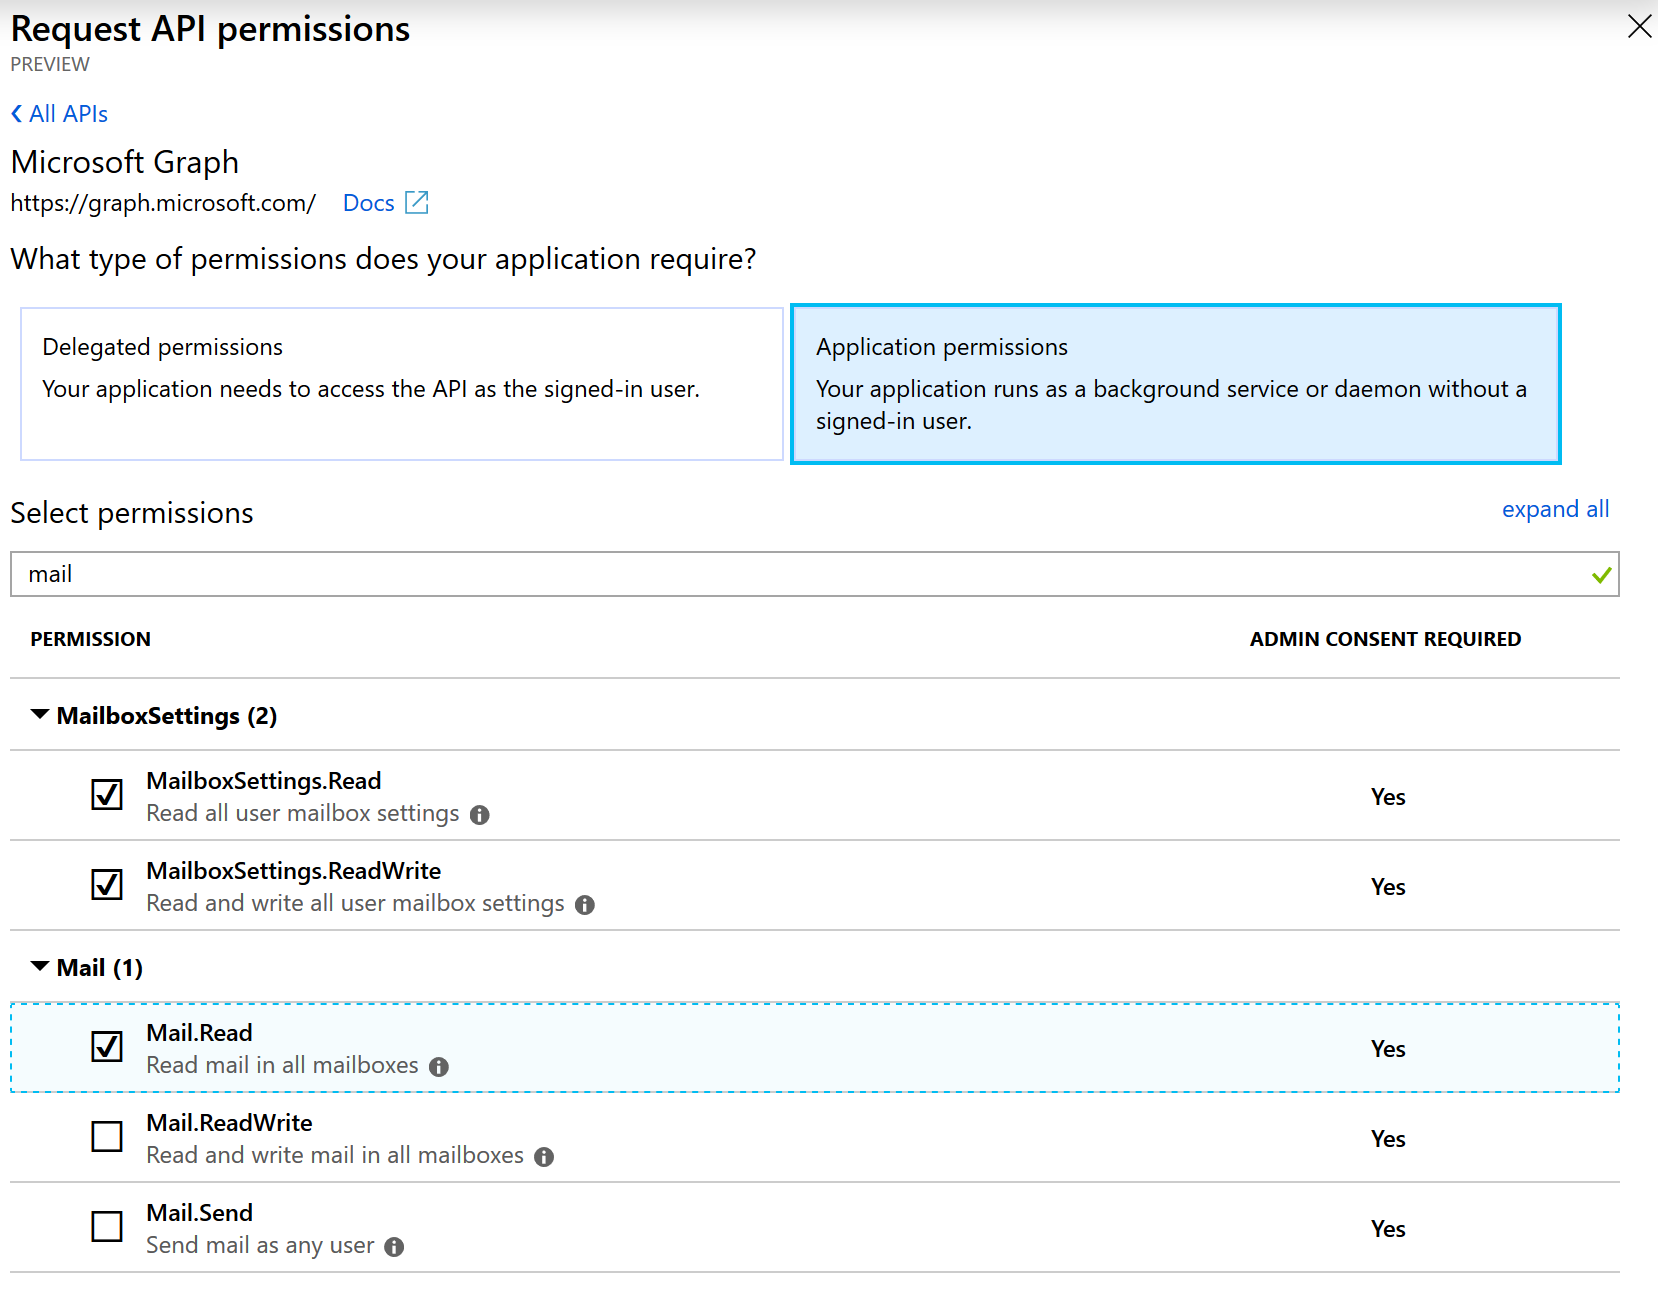 Request API permissions
PREVIEW
All APIs
Microsoft Graph
https://graph.microsoft.com/ Docs
What type of permissions does your application require?
Delegated permissions
Your application needs to access the API as the signed-in user.
Application permissions
Your application runs as a background service or daemon without a
signed-in user.
Select permissions
expand all
mail
PERMISSION ADMIN CONSENT REQUIRED
MailboxSettings (2)
MailboxSettings.Read
Read all user mailbox settings
Yes
MailboxSettings.ReadWrite
Read and write all user mailbox settings
Yes
Mail (1)
Mail.Read
Read mail in all mailboxes
Yes
Mail.ReadWrite
Read and write mail in all mailboxes
Yes
Mail.Send
Send mail as any user
Yes